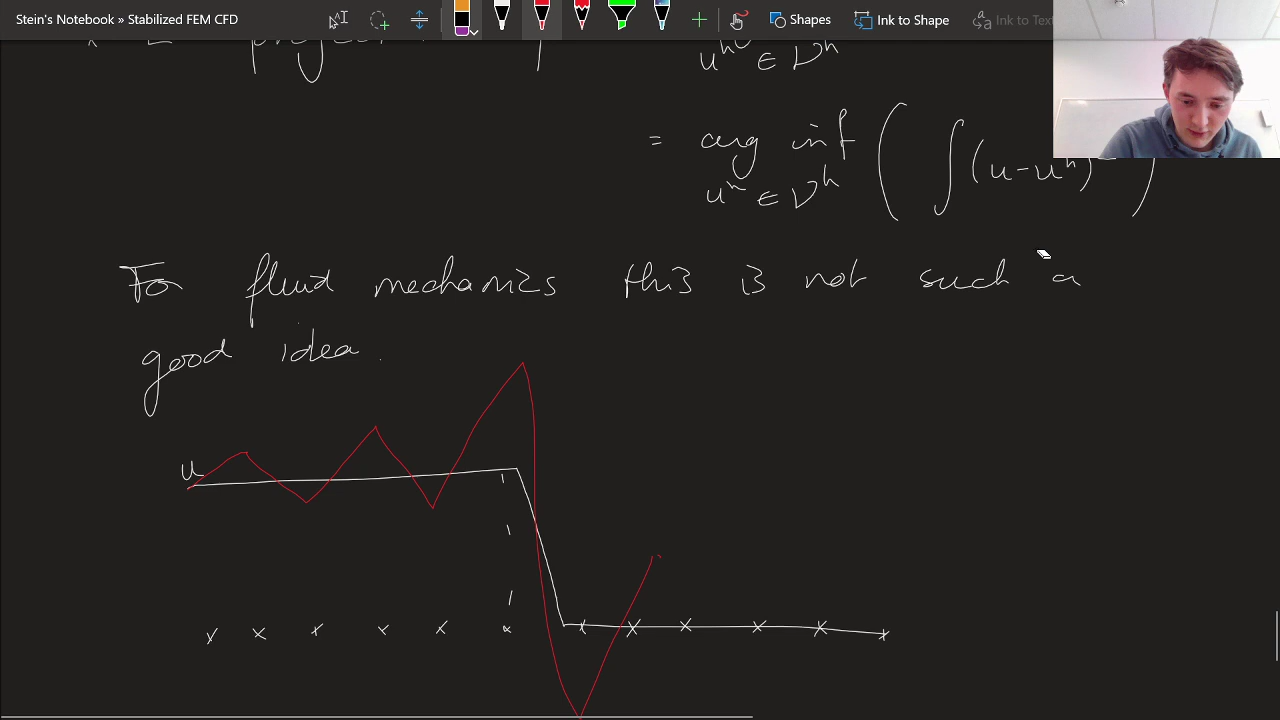 Stein's Notebook » Stabilized FEM CFD
Shapes
Ink to Shape
Ink to Text
u^h ∈ V^h
= arg inf ( ∫ (u-u^h)
u^h ∈ V^h
For fluid mechanics this is not such a
good idea.
u